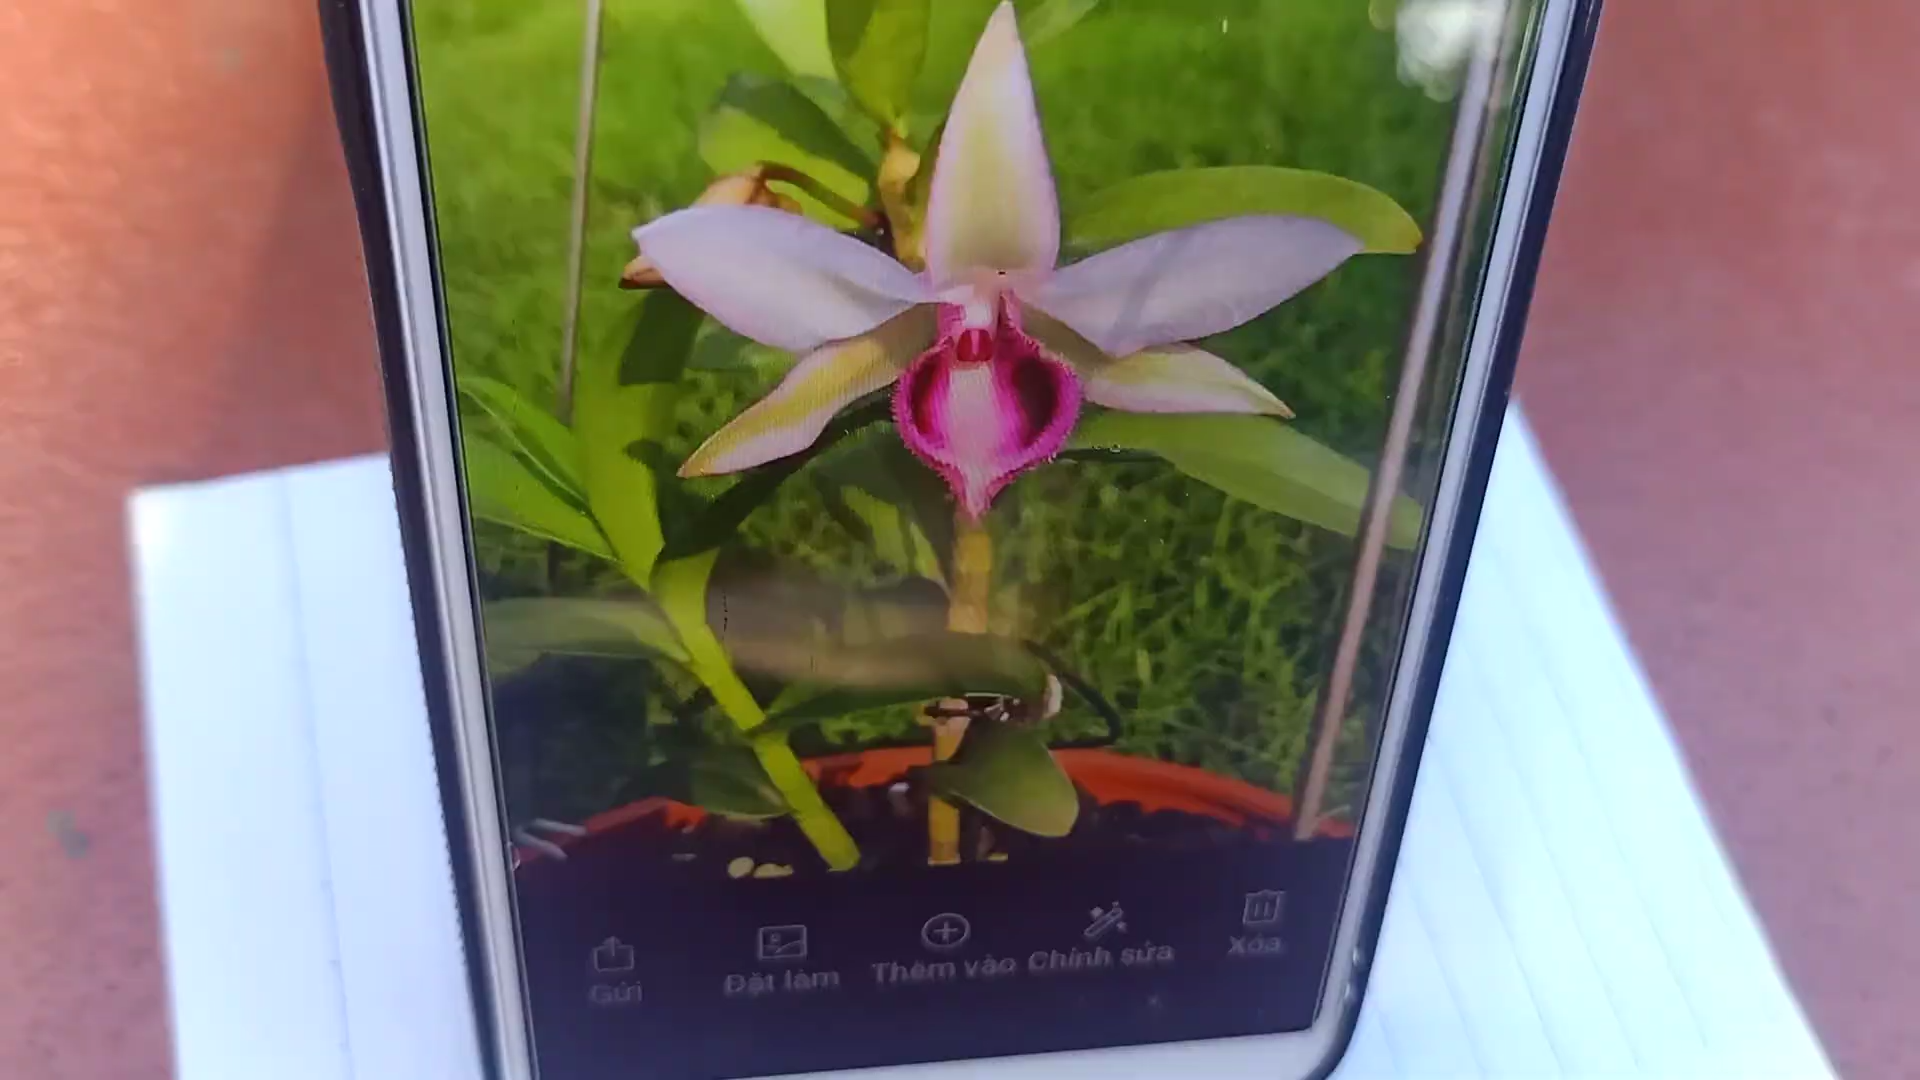 Gửi
Đặt làm
Thêm vào
Chỉnh sửa
Xóa